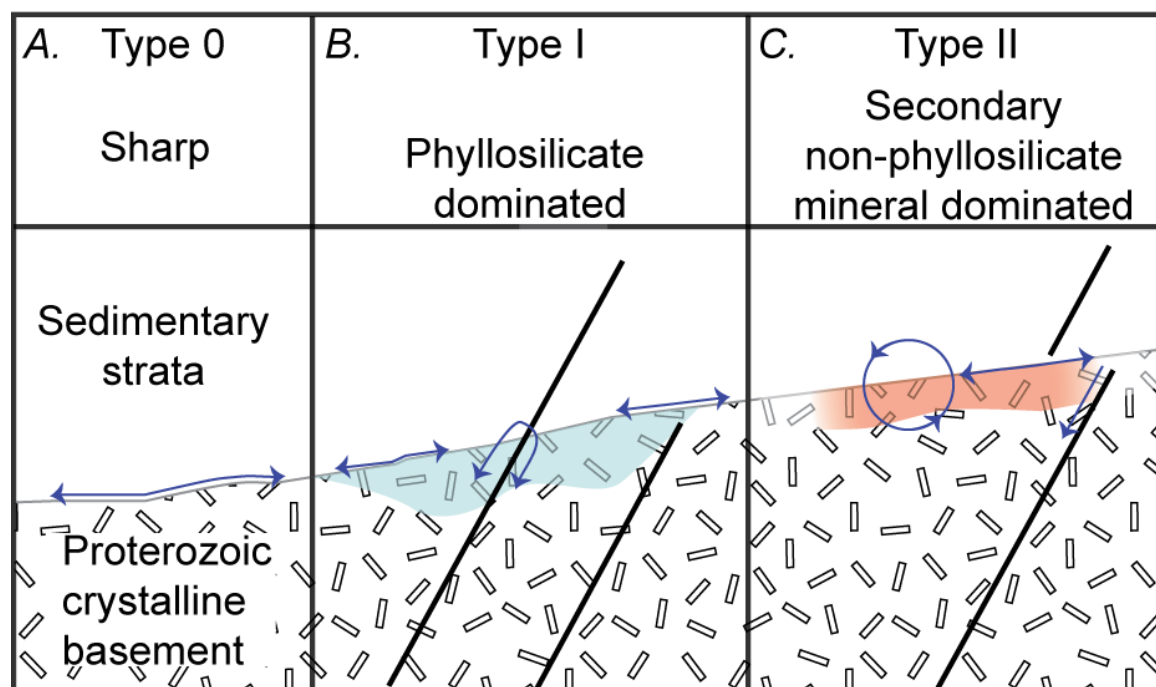 A. Type 0
Sharp
B. Type I
Phyllosilicate
dominated
C. Type II
Secondary
non-phyllosilicate
mineral dominated
Sedimentary
strata
Proterozoic
crystalline
basement